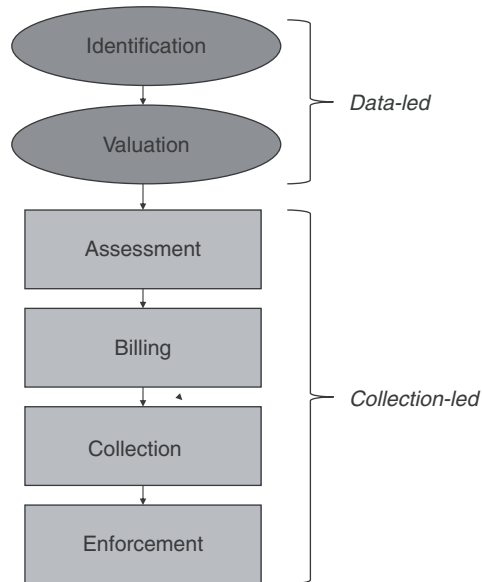 Identification
Data-led
Valuation
Assessment
Billing
Collection-led
Collection
Enforcement